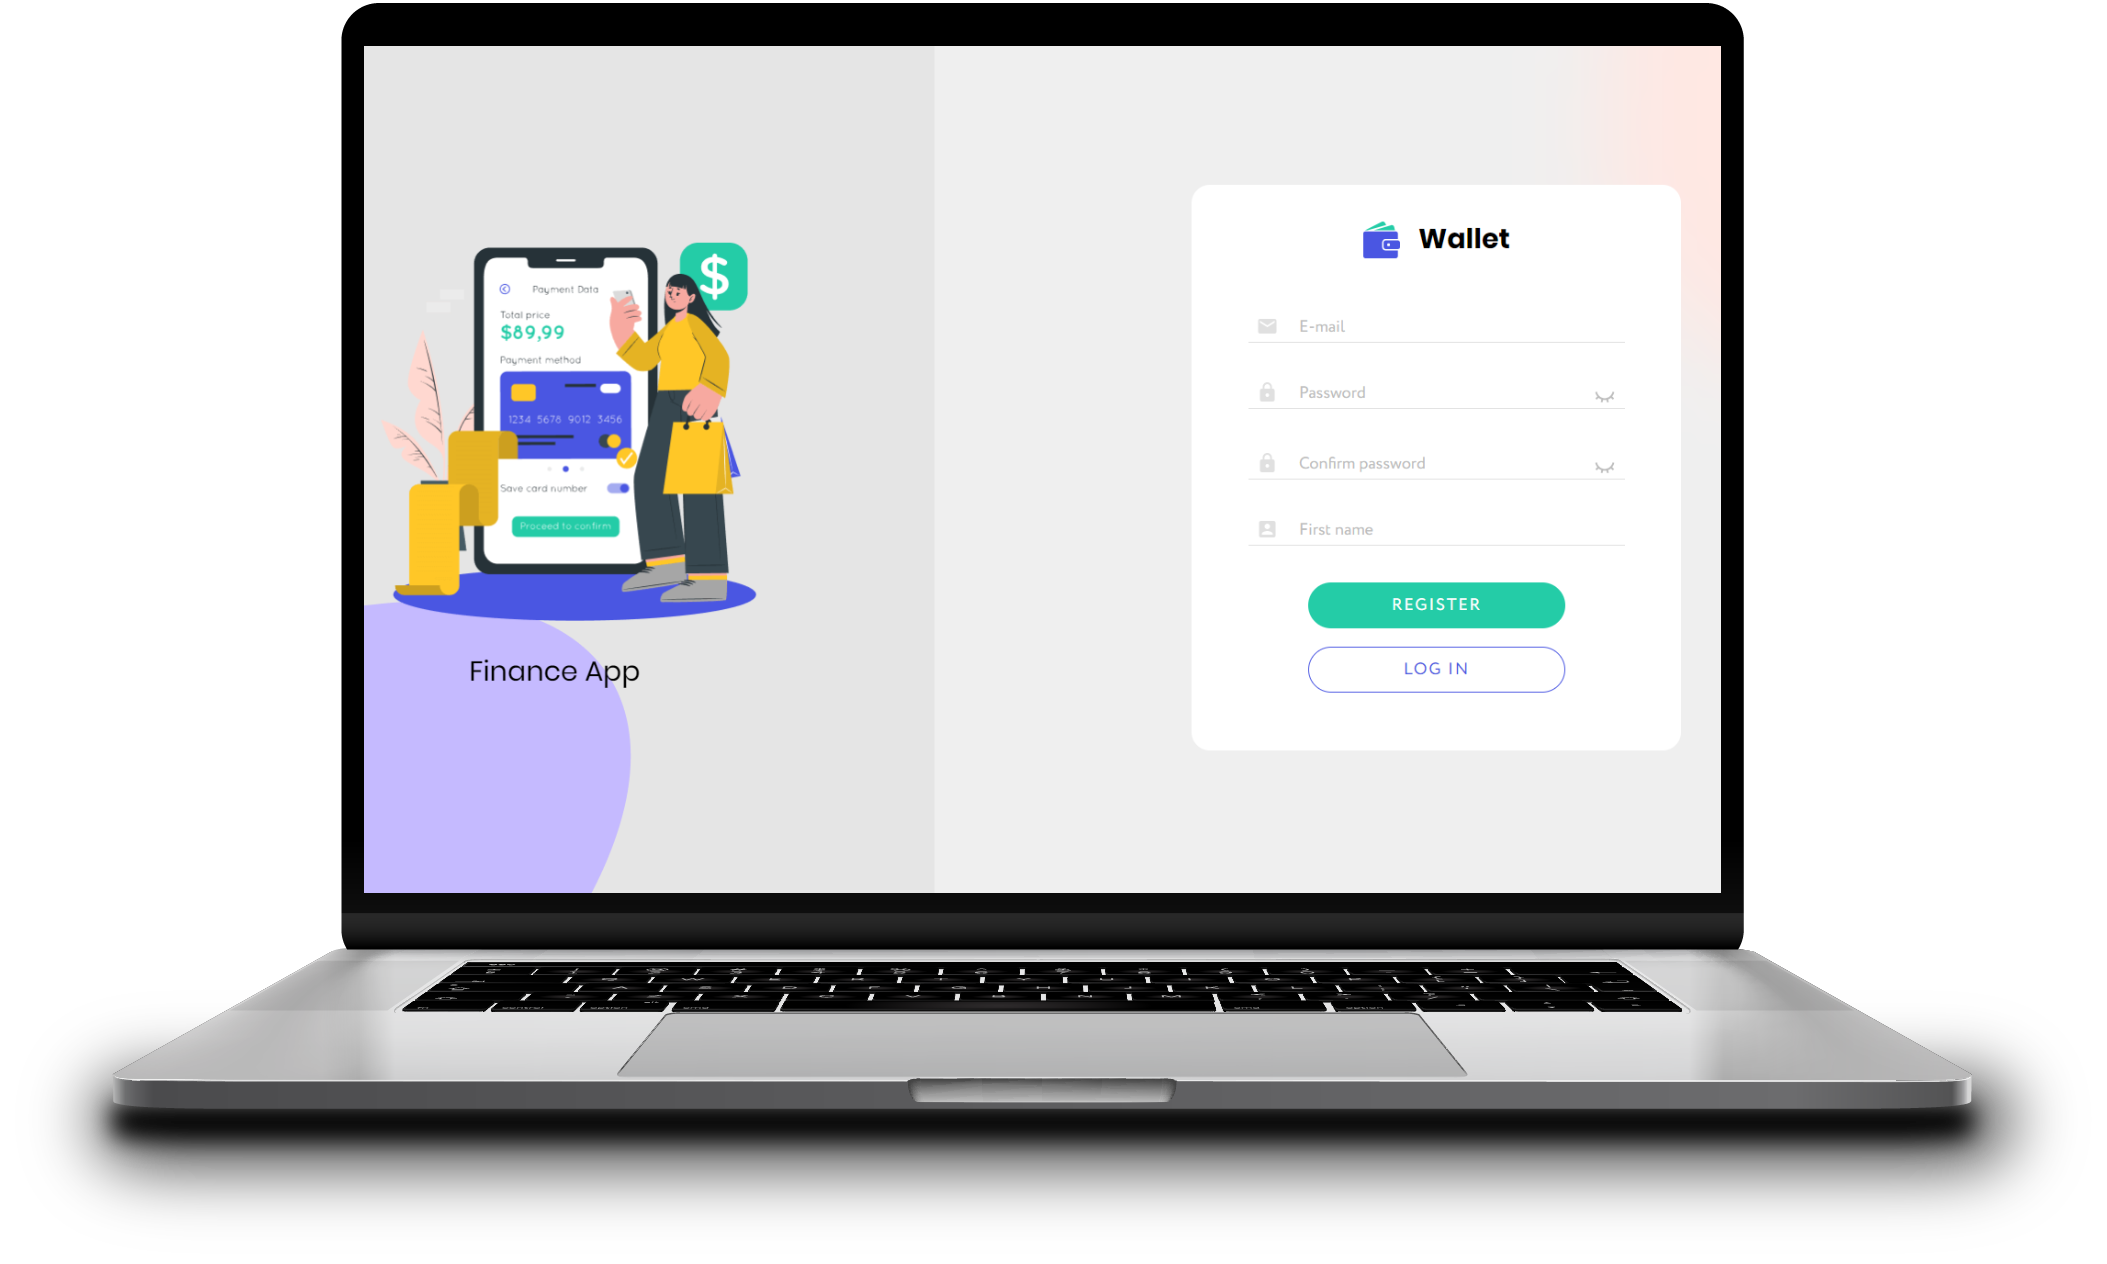 Payment Data
Total price
$89,99
Payment method
1234 5678 9012 3456
Save card number
Proceed to confirm
$
Finance App
Wallet
E-mail
Password
Confirm password
First name
REGISTER
LOG IN